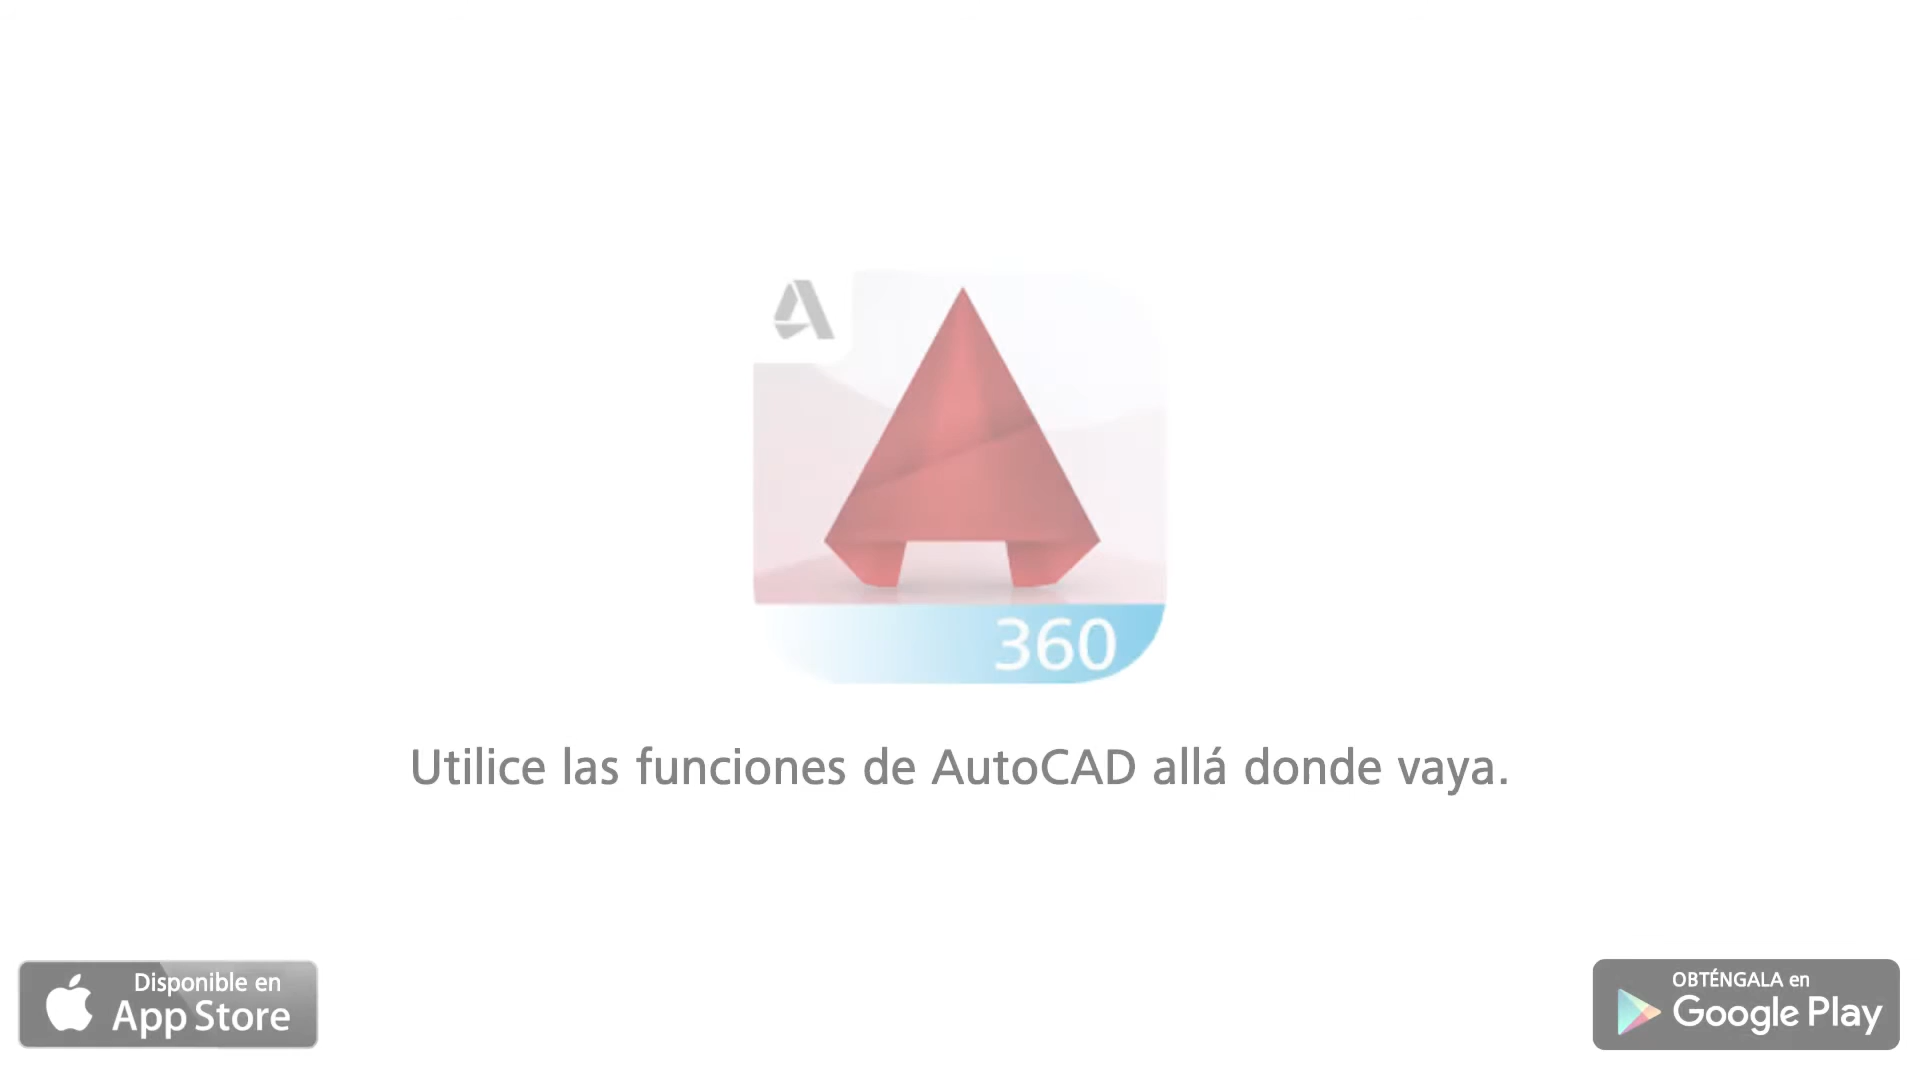 360
Utilice las funciones de AutoCAD allá donde vaya.
Disponible en
App Store
OBTÉNGALA en
Google Play